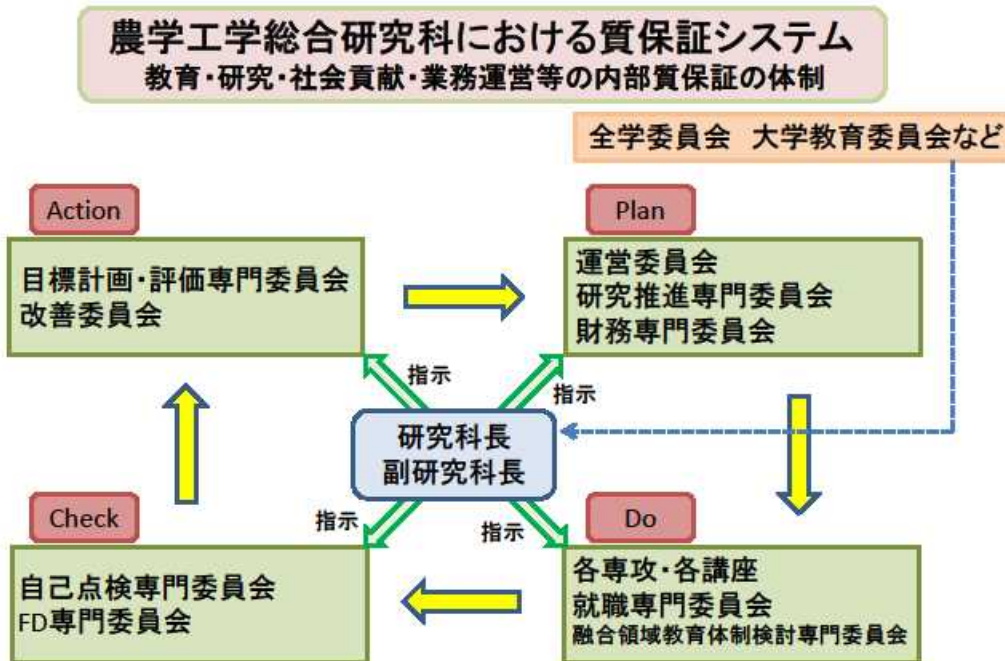 農学工学総合研究科における質保証システム
教育・研究・社会貢献・業務運営等の内部質保証の体制
全学委員会　大学教育委員会など
Action
Plan
目標計画・評価専門委員会
改善委員会
運営委員会
研究推進専門委員会
財務専門委員会
指示
指示
研究科長
副研究科長
指示
指示
Check
Do
自己点検専門委員会
FD専門委員会
各専攻・各講座
就職専門委員会
融合領域教育体制検討専門委員会